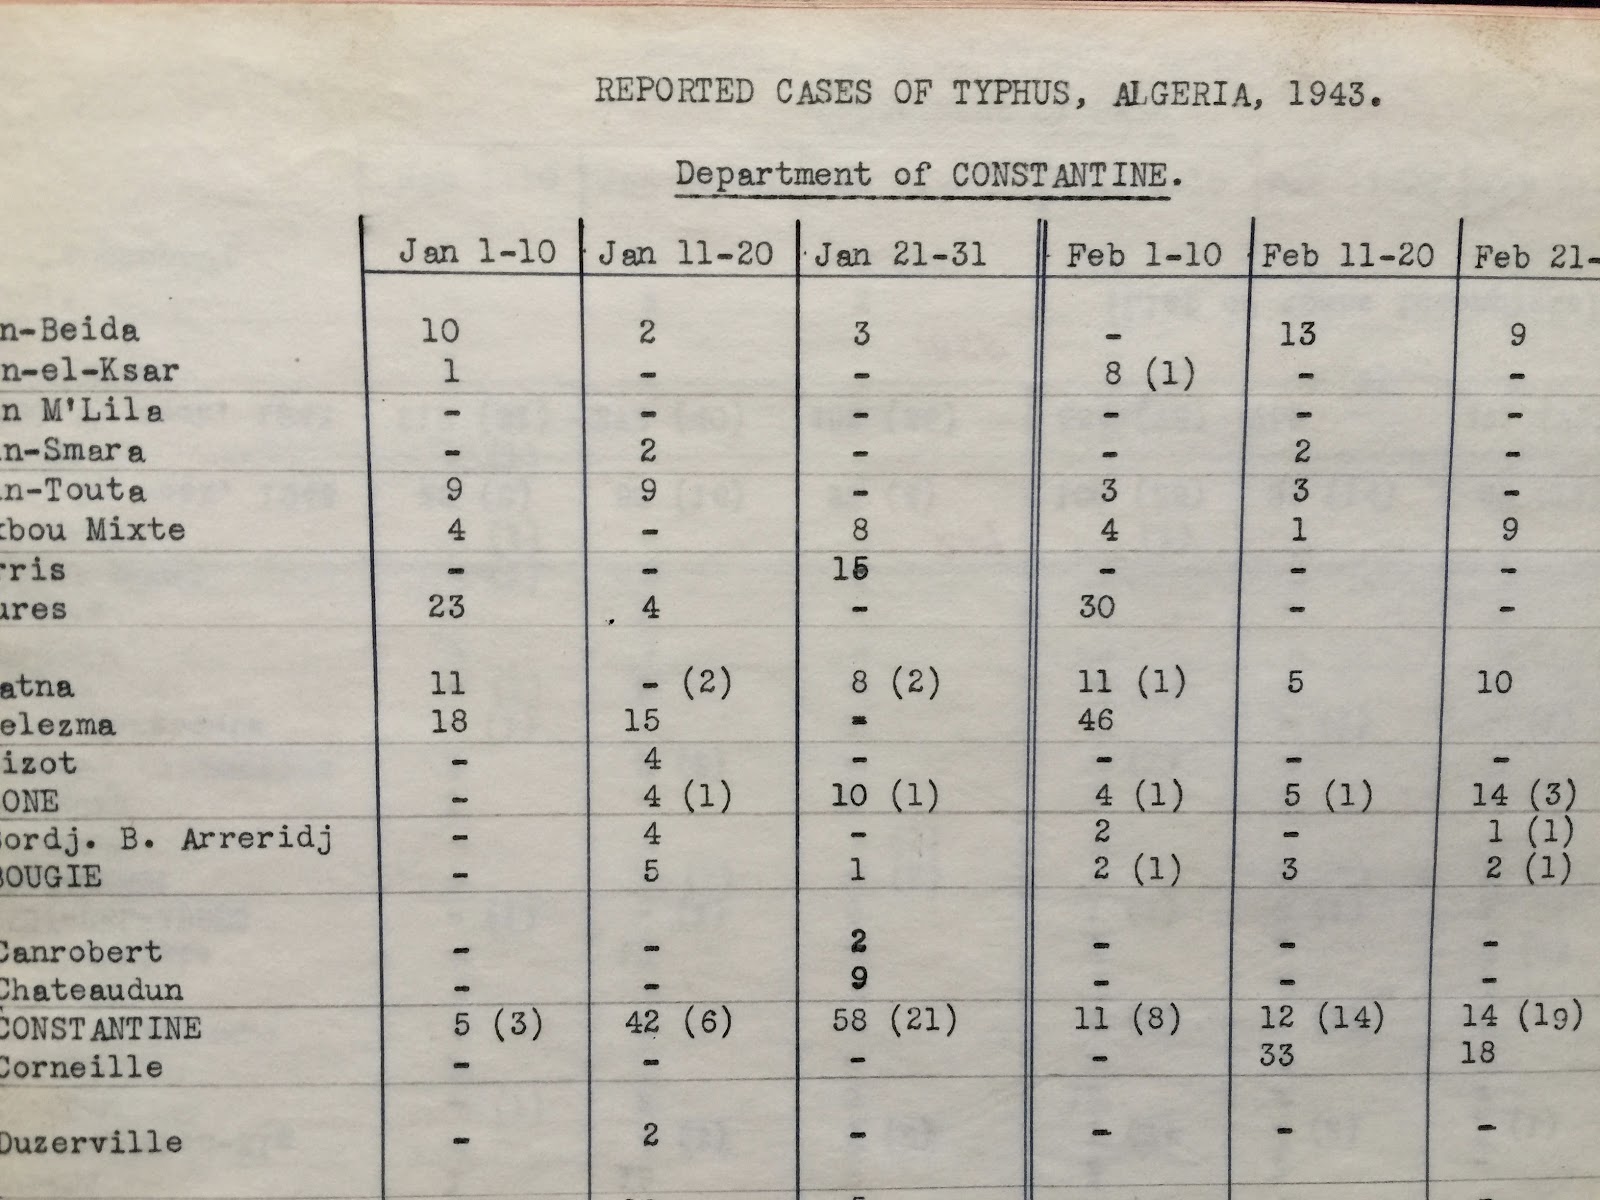 REPORTED CASES OF TYPHUS, ALGERIA, 1943.
Department of CONSTANTINE.
Jan 1-10 Jan 11-20 Jan 21-31 Feb 1-10 Feb 11-20 Feb 21-
n-Beida 10 2 3 - 13 9
n-el-Ksar 1 - - 8 (1) - -
n M'Lila - - - - - -
n-Smara - 2 - - 2 -
n-Touta 9 9 - 3 3 -
kbou Mixte 4 - 8 4 1 9
rris - - 15 - - -
ures 23 4 - 30 - -
atna 11 - (2) 8 (2) 11 (1) 5 10
elezma 18 15 - 46
izot - 4 - - - -
ONE - 4 (1) 10 (1) 4 (1) 5 (1) 14 (3)
ordj. B. Arreridj - 4 - 2 - 1 (1)
BOUGIE - 5 1 2 (1) 3 2 (1)
Canrobert - - 2 - - -
Chateaudun - - 9 - - -
CONSTANTINE 5 (3) 42 (6) 58 (21) 11 (8) 12 (14) 14 (19)
Corneille - - - - 33 18
Duzerville - 2 - - - -